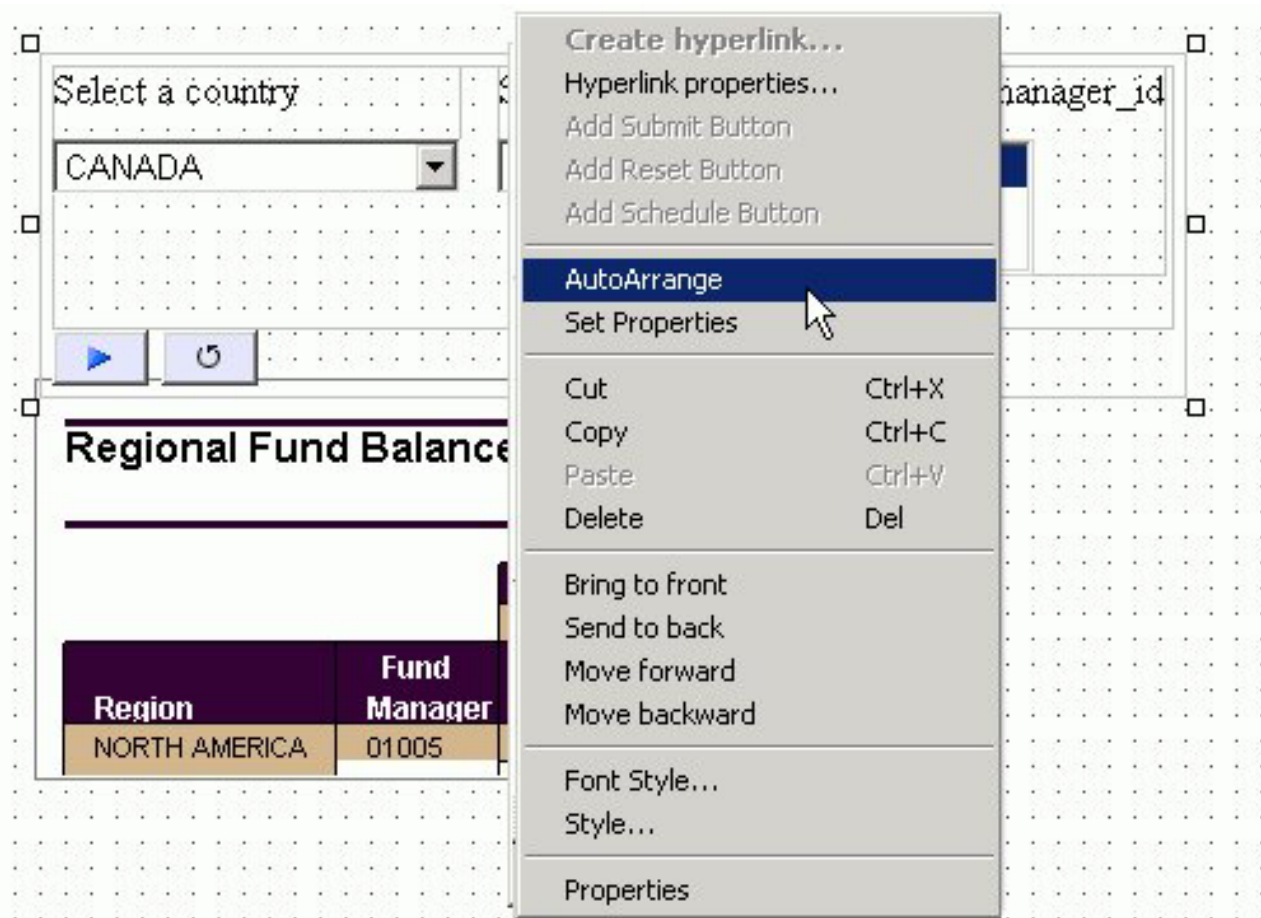 Select a country
manager_id
CANADA
Regional Fund Balance
Fund
Region Manager
NORTH AMERICA 01005
Create hyperlink...
Hyperlink properties...
Add Submit Button
Add Reset Button
Add Schedule Button
AutoArrange
Set Properties
Cut Ctrl+X
Copy Ctrl+C
Paste Ctrl+V
Delete Del
Bring to front
Send to back
Move forward
Move backward
Font Style...
Style...
Properties